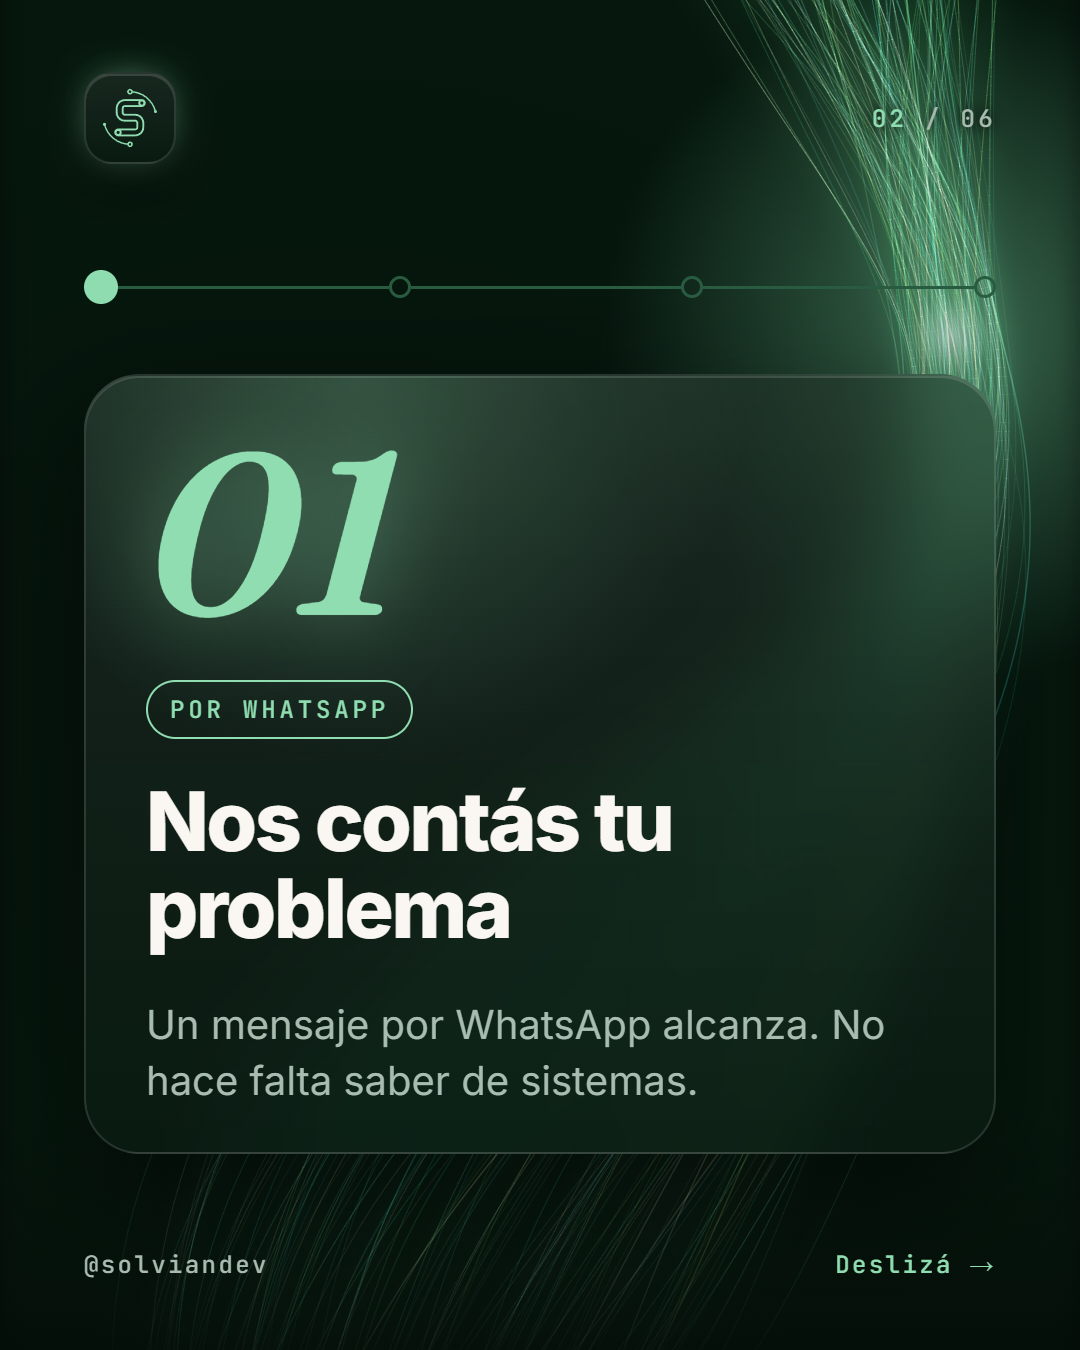 02 / 06
01
POR WHATSAPP
Nos contás tu
problema
Un mensaje por WhatsApp alcanza. No
hace falta saber de sistemas.
@solviandev
Deslizá →